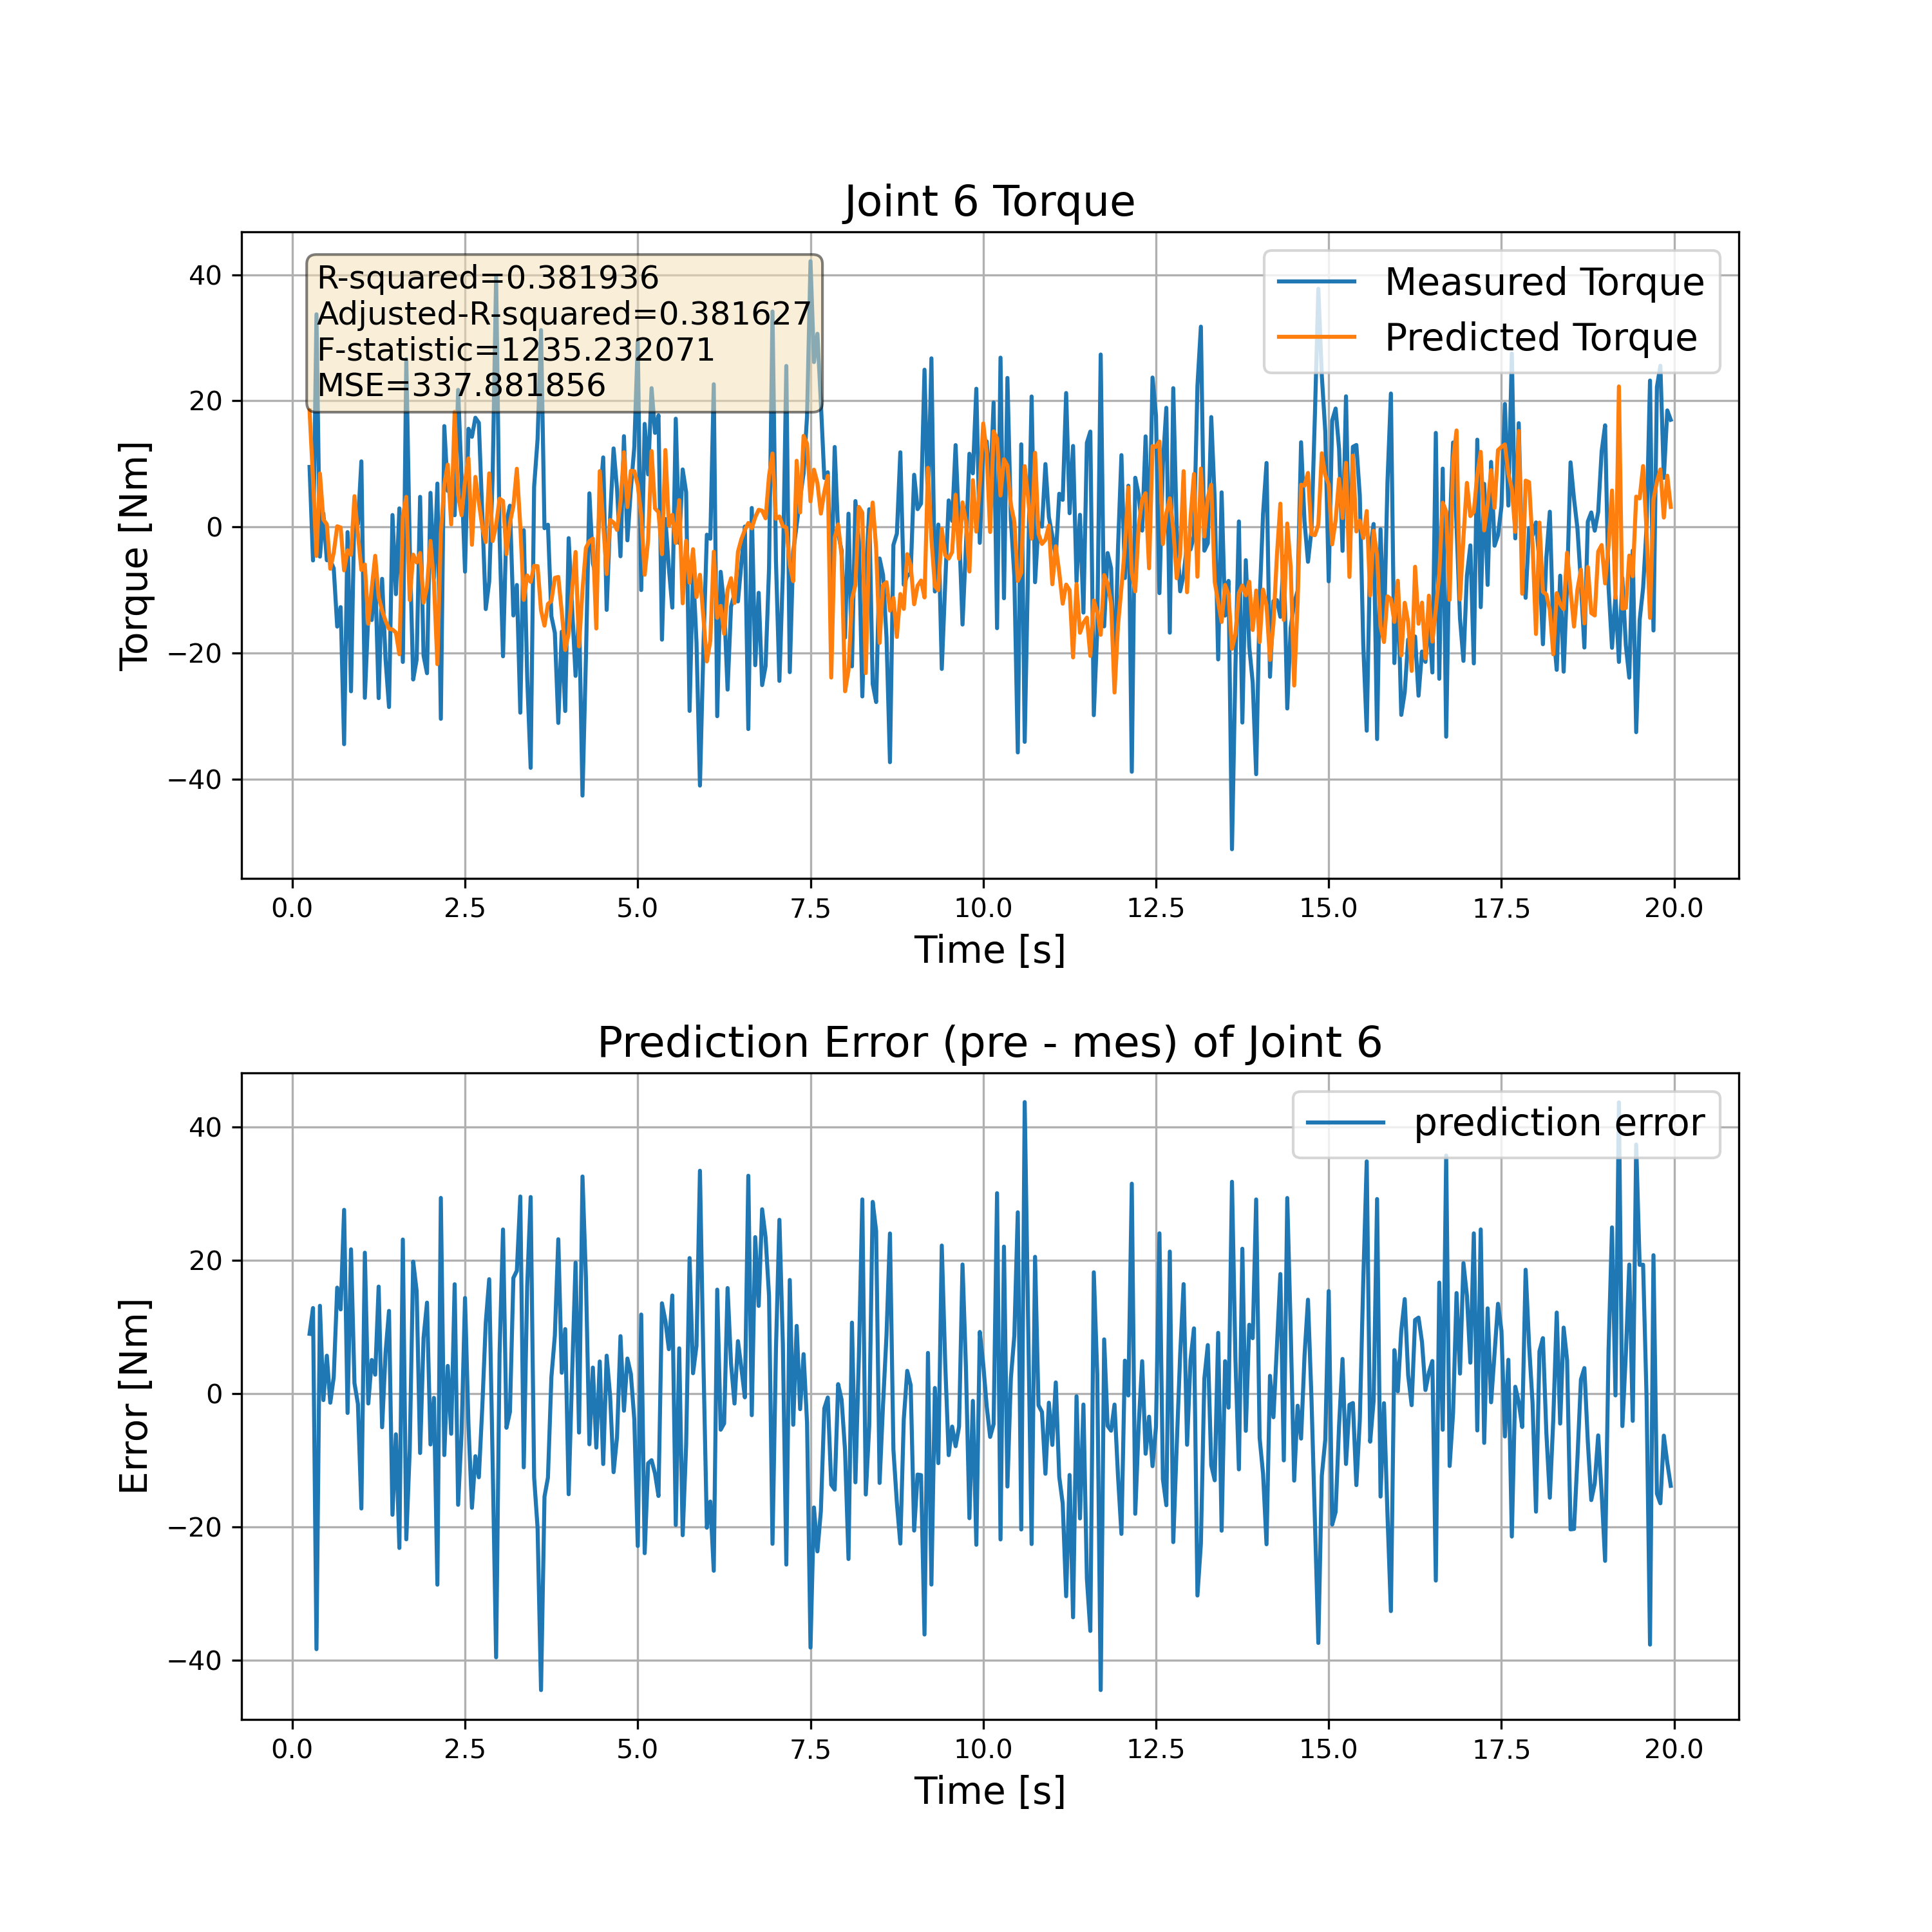 Joint 6 Torque
R-squared=0.381936
Adjusted-R-squared=0.381627
F-statistic=1235.232071
MSE=337.881856
Measured Torque
Predicted Torque
Torque [Nm]
40
20
0
−20
−40
0.0 2.5 5.0 7.5 10.0 12.5 15.0 17.5 20.0
Time [s]
Prediction Error (pre - mes) of Joint 6
prediction error
Error [Nm]
40
20
0
−20
−40
0.0 2.5 5.0 7.5 10.0 12.5 15.0 17.5 20.0
Time [s]